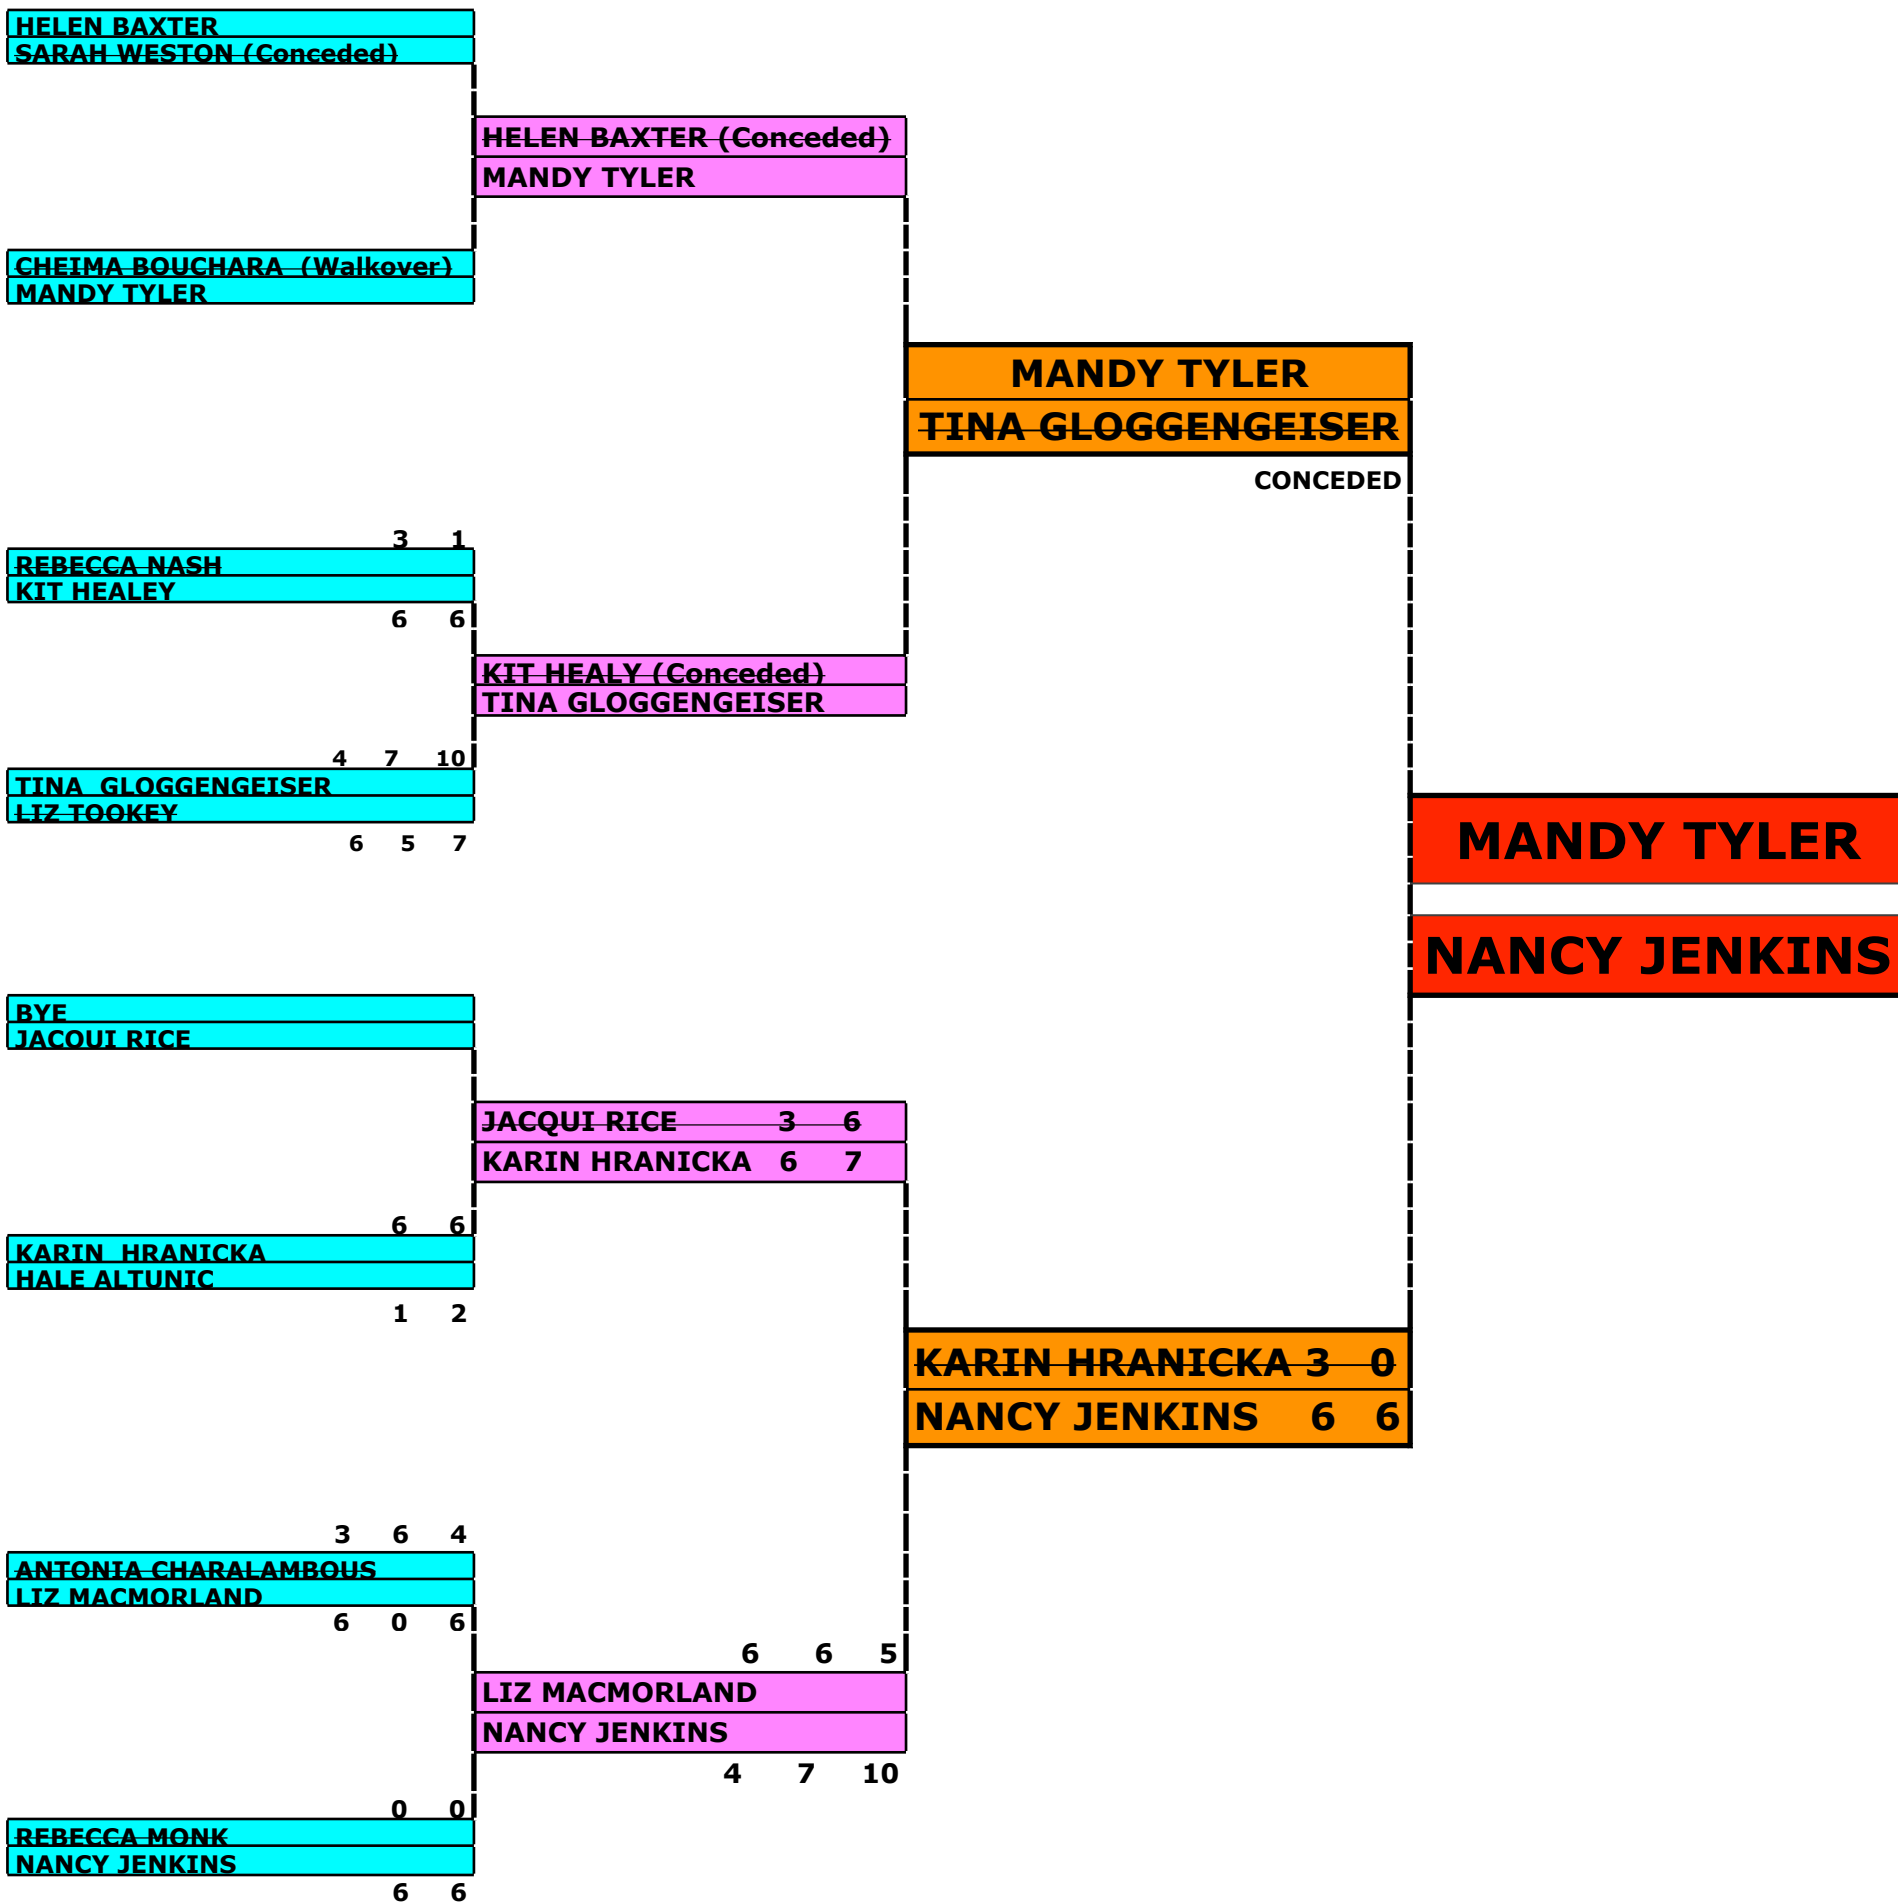 HELEN BAXTER
SARAH WESTON (Conceded)
HELEN BAXTER (Conceded)
MANDY TYLER
CHEIMA BOUCHARA (Walkover)
MANDY TYLER
MANDY TYLER
TINA GLOGGENGEISER
CONCEDED
3 1
REBECCA NASH
KIT HEALEY
6 6
KIT HEALY (Conceded)
TINA GLOGGENGEISER
4 7 10
TINA GLOGGENGEISER
LIZ TOOKEY
6 5 7
MANDY TYLER
NANCY JENKINS
BYE
JACQUI RICE
JACQUI RICE 3 6
KARIN HRANICKA 6 7
6 6
KARIN HRANICKA
HALE ALTUNIC
1 2
KARIN HRANICKA 3 0
NANCY JENKINS 6 6
3 6 4
ANTONIA CHARALAMBOUS
LIZ MACMORLAND
6 0 6
6 6 5
LIZ MACMORLAND
NANCY JENKINS
4 7 10
0 0
REBECCA MONK
NANCY JENKINS
6 6